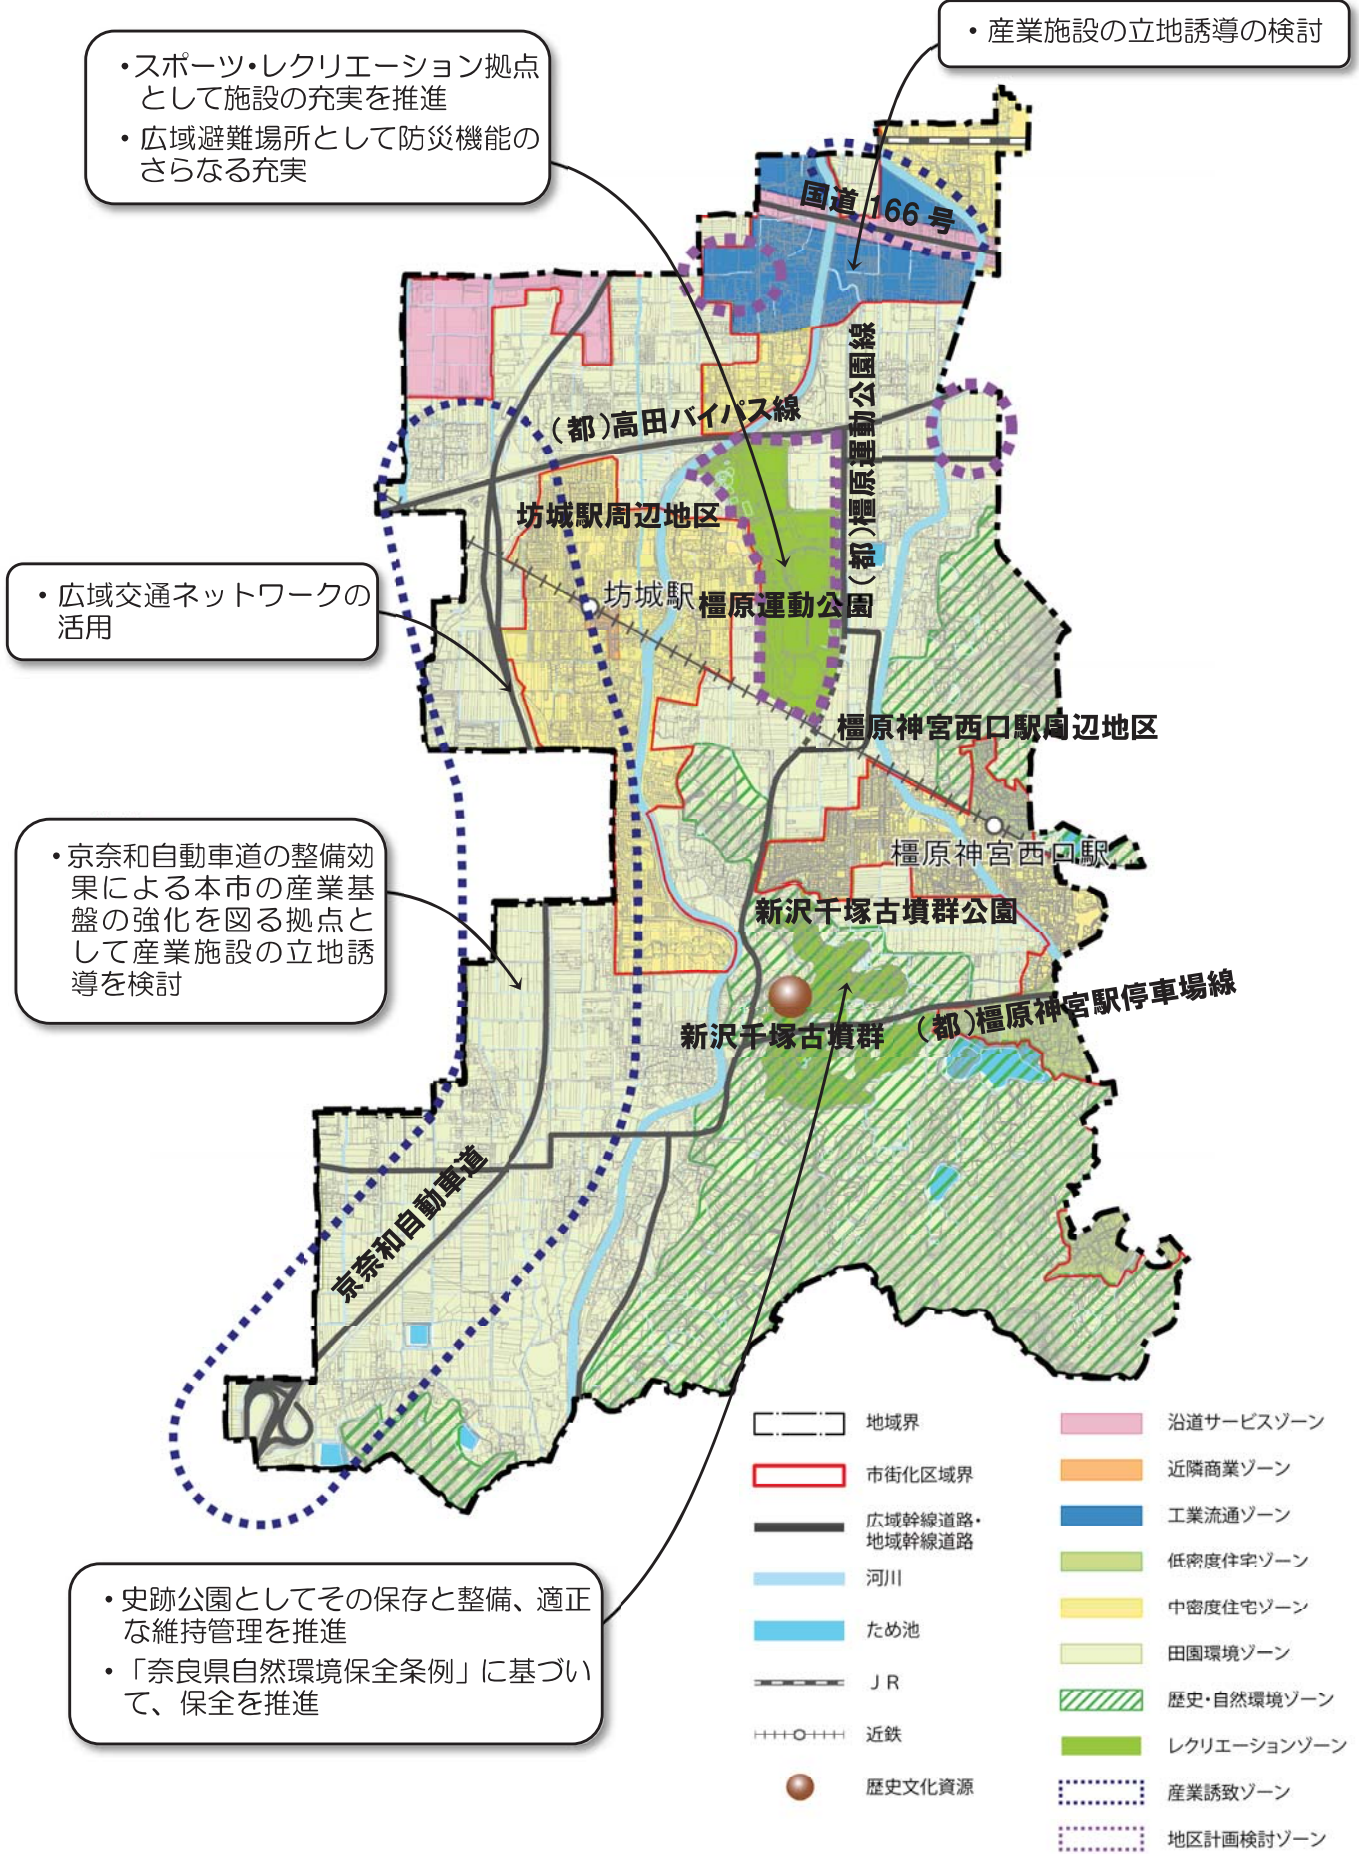 ・産業施設の立地誘導の検討
・スポーツ・レクリエーション拠点
として施設の充実を推進
・広域避難場所として防災機能の
さらなる充実
国道166号
(都)高田バイパス線
(都)橿原運動公園線
坊城駅周辺地区
坊城駅
橿原運動公園
・広域交通ネットワークの
活用
橿原神宮西口駅周辺地区
橿原神宮西口駅
・京奈和自動車道の整備効
果による本市の産業基
盤の強化を図る拠点と
して産業施設の立地誘
導を検討
新沢千塚古墳群公園
新沢千塚古墳群
(都)橿原神宮駅停車場線
京奈和自動車道
・史跡公園としてその保存と整備、適正
な維持管理を推進
・「奈良県自然環境保全条例」に基づい
て、保全を推進
地域界
市街化区域界
広域幹線道路・
地域幹線道路
河川
ため池
JR
近鉄
歴史文化資源
沿道サービスゾーン
近隣商業ゾーン
工業流通ゾーン
低密度住宅ゾーン
中密度住宅ゾーン
田園環境ゾーン
歴史・自然環境ゾーン
レクリエーションゾーン
産業誘致ゾーン
地区計画検討ゾーン